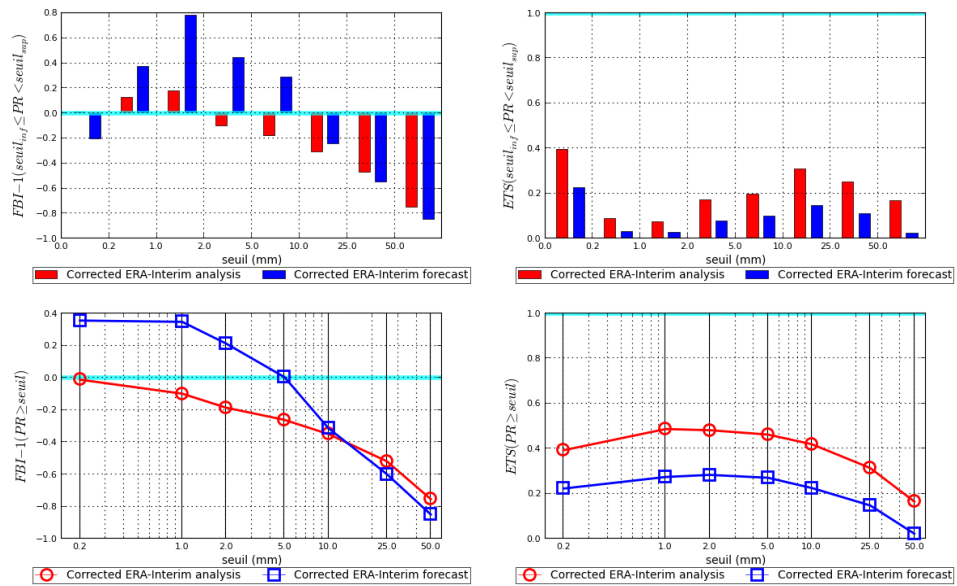 FBI−1(seuil_inf ≤ PR < seuil_sup)
0.8
0.6
0.4
0.2
0.0
−0.2
−0.4
−0.6
−0.8
−1.0
0.0 0.2 1.0 2.0 5.0 10.0 25.0 50.0
seuil (mm)
Corrected ERA-Interim analysis Corrected ERA-Interim forecast
ETS(seuil_inf ≤ PR < seuil_sup)
1.0
0.8
0.6
0.4
0.2
0.0
0.0 0.2 1.0 2.0 5.0 10.0 25.0 50.0
seuil (mm)
Corrected ERA-Interim analysis Corrected ERA-Interim forecast
FBI−1(PR ≥ seuil)
0.4
0.2
0.0
−0.2
−0.4
−0.6
−0.8
−1.0
0.2 1.0 2.0 5.0 10.0 25.0 50.0
seuil (mm)
Corrected ERA-Interim analysis Corrected ERA-Interim forecast
ETS(PR ≥ seuil)
1.0
0.8
0.6
0.4
0.2
0.0
0.2 1.0 2.0 5.0 10.0 25.0 50.0
seuil (mm)
Corrected ERA-Interim analysis Corrected ERA-Interim forecast